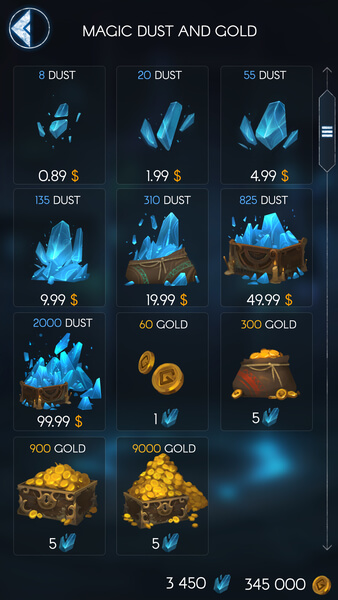 MAGIC DUST AND GOLD
8 DUST
20 DUST
55 DUST
0.89 $
1.99 $
4.99 $
135 DUST
310 DUST
825 DUST
9.99 $
19.99 $
49.99 $
2000 DUST
60 GOLD
300 GOLD
99.99 $
1
5
900 GOLD
9000 GOLD
5
5
3 450
345 000